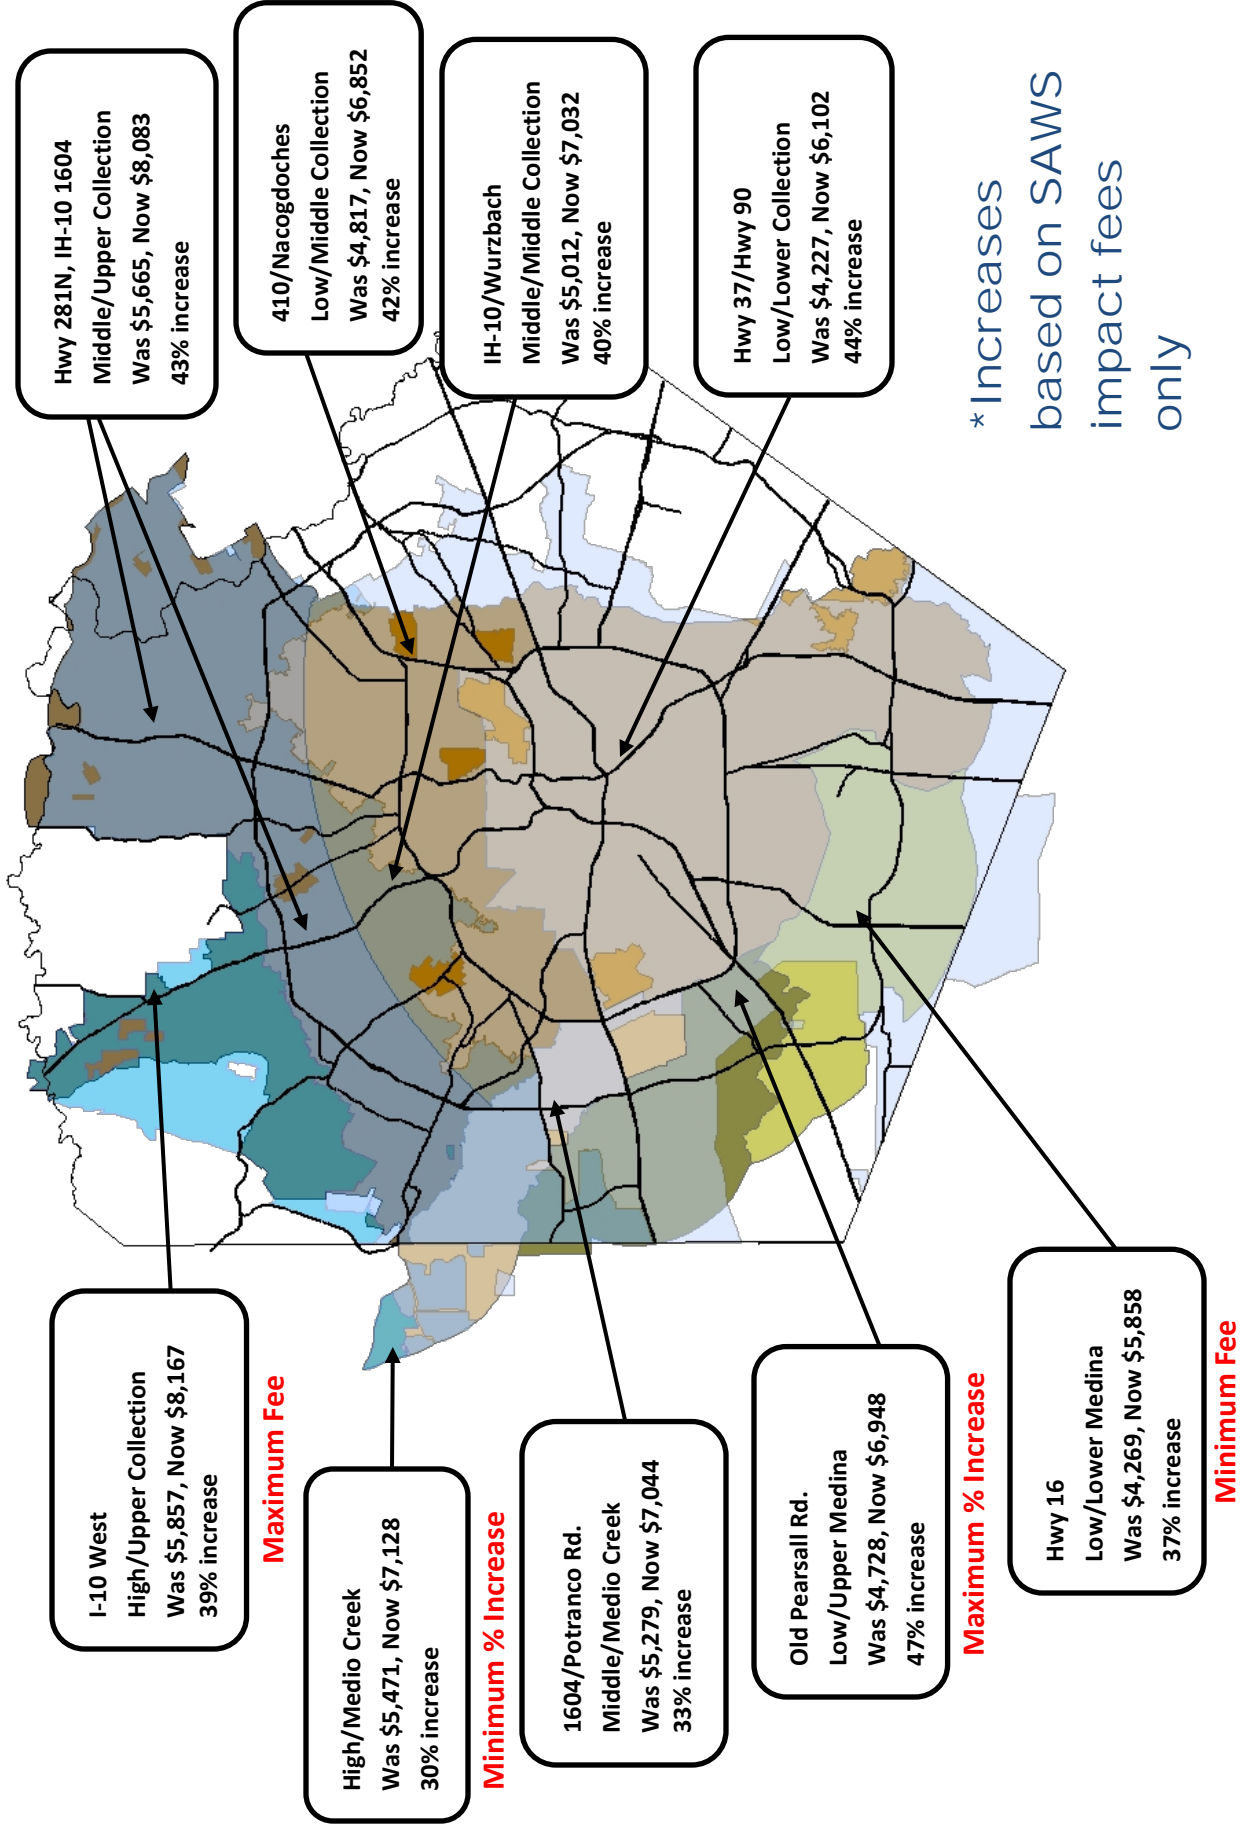 I-10 West
High/Upper Collection
Was $5,857, Now $8,167
39% increase
Maximum Fee
High/Medio Creek
Was $5,471, Now $7,128
30% increase
Minimum % Increase
1604/Potranco Rd.
Middle/Medio Creek
Was $5,279, Now $7,044
33% increase
Old Pearsall Rd.
Low/Upper Medina
Was $4,728, Now $6,948
47% increase
Maximum % Increase
Hwy 16
Low/Lower Medina
Was $4,269, Now $5,858
37% increase
Minimum Fee
Hwy 281N, IH-10 1604
Middle/Upper Collection
Was $5,665, Now $8,083
43% increase
410/Nacogdoches
Low/Middle Collection
Was $4,817, Now $6,852
42% increase
IH-10/Wurzbach
Middle/Middle Collection
Was $5,012, Now $7,032
40% increase
Hwy 37/Hwy 90
Low/Lower Collection
Was $4,227, Now $6,102
44% increase
*Increases
based on SAWS
impact fees
only